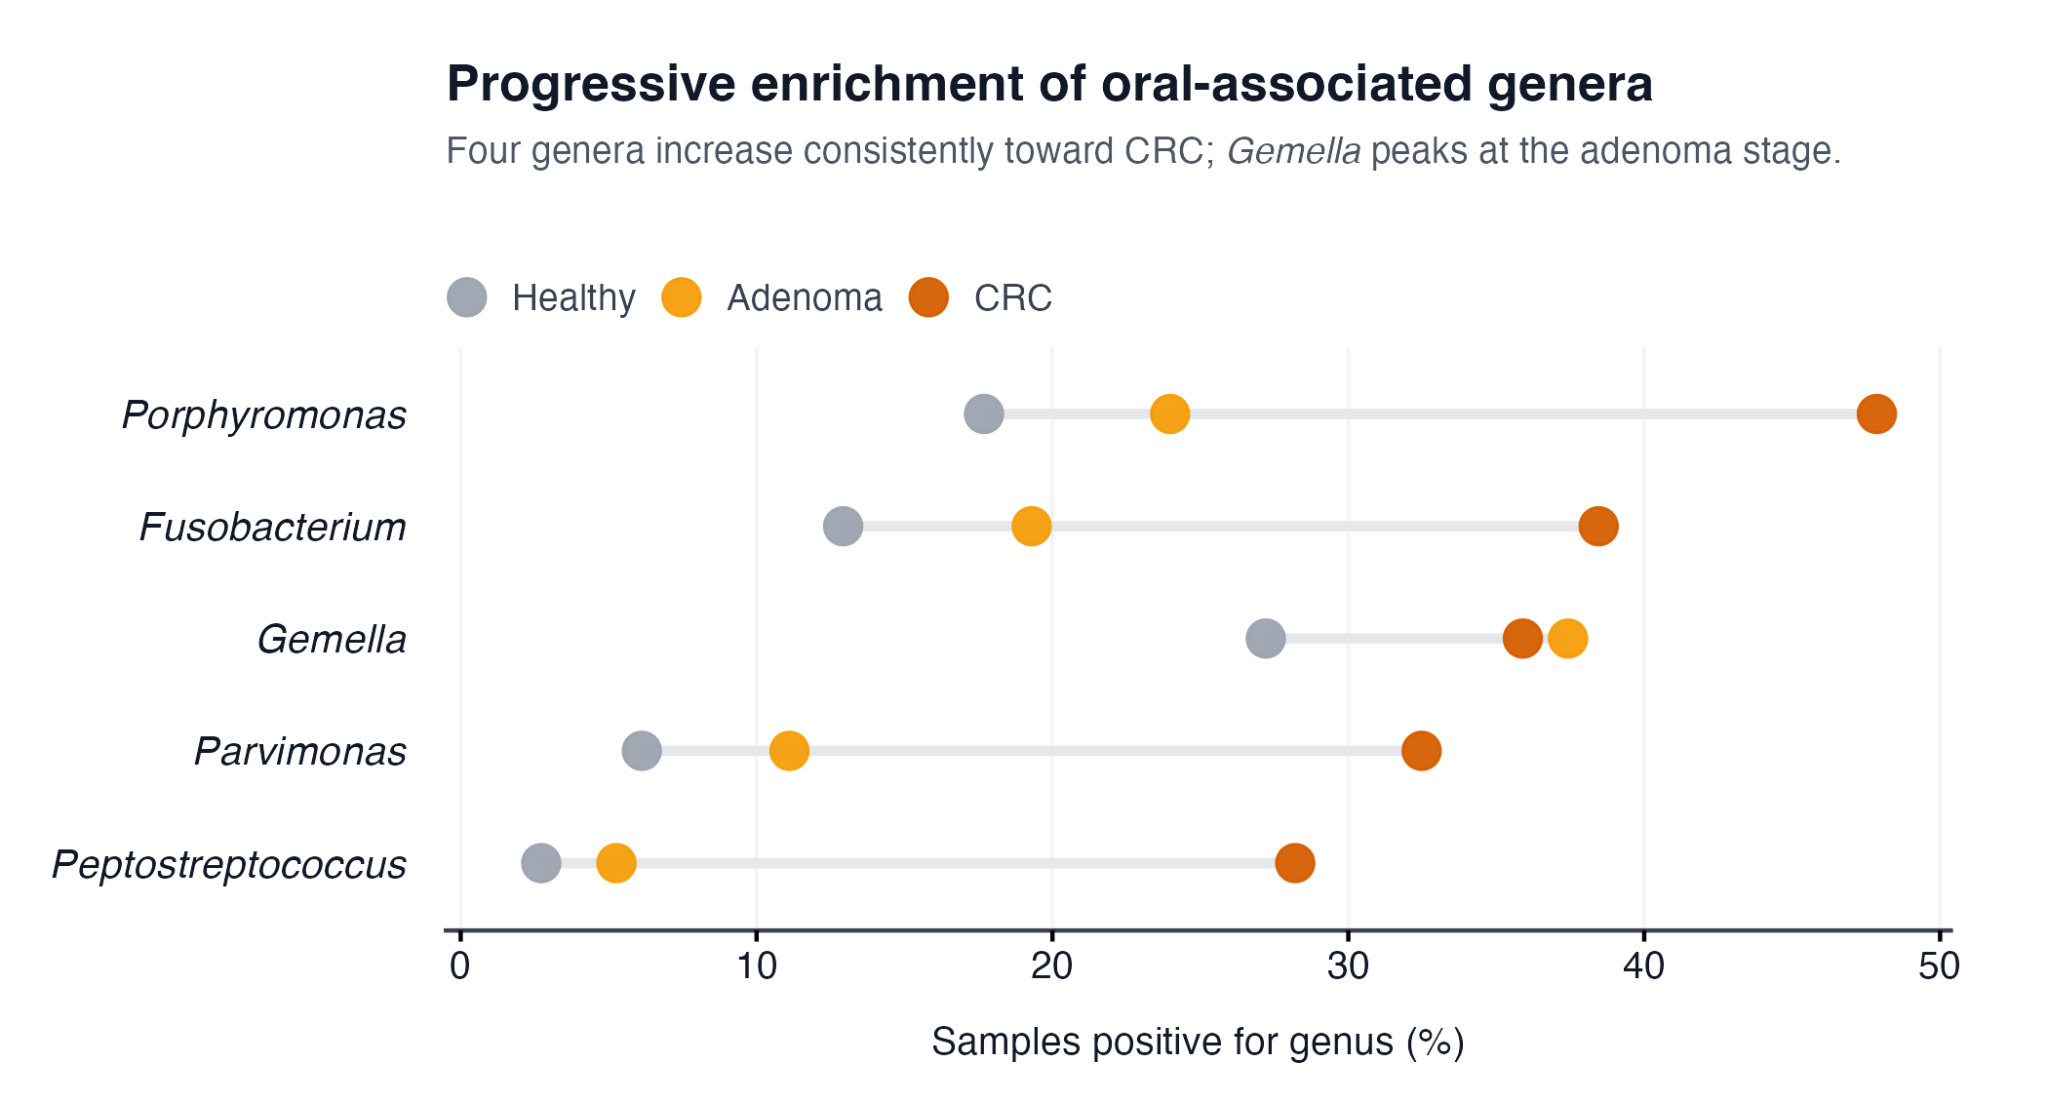 Progressive enrichment of oral-associated genera
Four genera increase consistently toward CRC; Gemella peaks at the adenoma stage.
Healthy Adenoma CRC
Porphyromonas
Fusobacterium
Gemella
Parvimonas
Peptostreptococcus
0 10 20 30 40 50
Samples positive for genus (%)